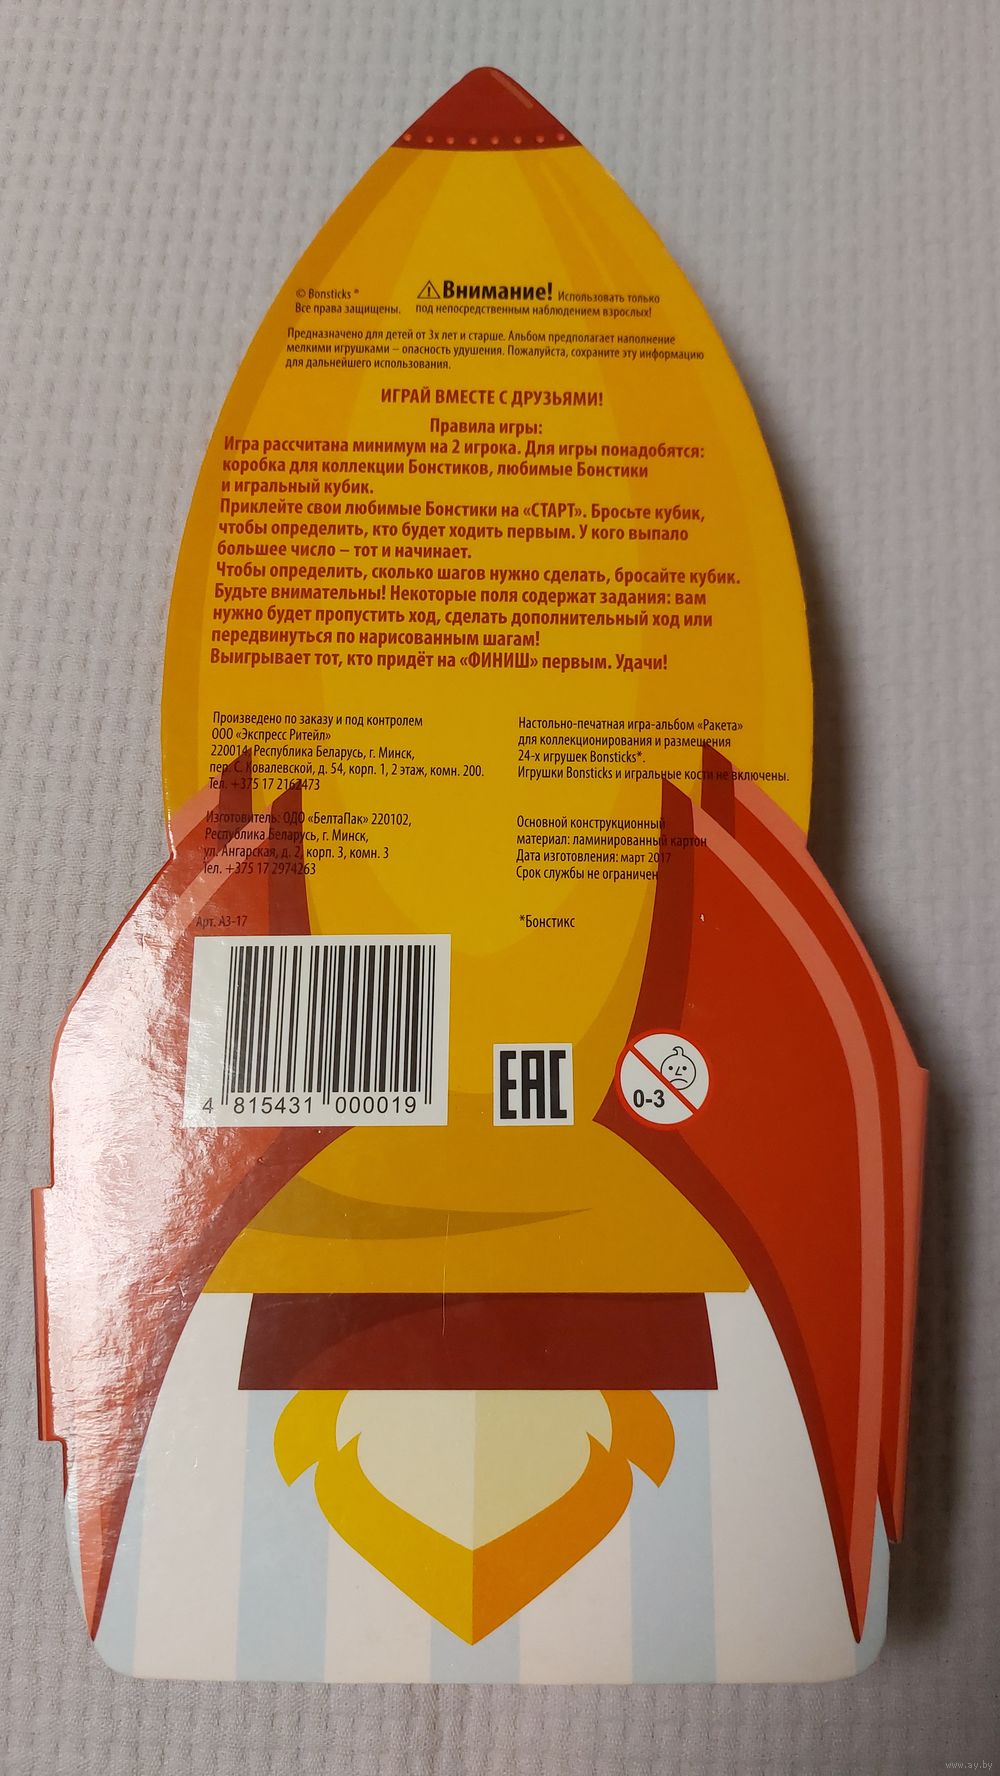 © Bonsticks *
Все права защищены.
Внимание! Использовать только
под непосредственным наблюдением взрослых!
Предназначено для детей от 3х лет и старше. Альбом предполагает наполнение
мелкими игрушками – опасность удушения. Пожалуйста, сохраните эту информацию
для дальнейшего использования.
ИГРАЙ ВМЕСТЕ С ДРУЗЬЯМИ!
Правила игры:
Игра рассчитана минимум на 2 игрока. Для игры понадобятся:
коробка для коллекции Бонстиков, любимые Бонстики
и игральный кубик.
Приклейте свои любимые Бонстики на «СТАРТ». Бросьте кубик,
чтобы определить, кто будет ходить первым. У кого выпало
большее число – тот и начинает.
Чтобы определить, сколько шагов нужно сделать, бросайте кубик.
Будьте внимательны! Некоторые поля содержат задания: вам
нужно будет пропустить ход, сделать дополнительный ход или
передвинуться по нарисованным шагам!
Выигрывает тот, кто придёт на «ФИНИШ» первым. Удачи!
Произведено по заказу и под контролем
ООО «Экспресс Ритейл»
220014, Республика Беларусь, г. Минск,
пер. С. Ковалевской, д. 54, корп. 1, 2 этаж, комн. 200.
Тел. +375 17 2162473
Изготовитель: ОДО «БелтаПак» 220102,
Республика Беларусь, г. Минск,
ул. Ангарская, д. 2, корп. 3, комн. 3
Тел. +375 17 2974263
Арт. А3-17
Настольно-печатная игра-альбом «Ракета»
для коллекционирования и размещения
24-х игрушек Bonsticks*.
Игрушки Bonsticks и игральные кости не включены.
Основной конструкционный
материал: ламинированный картон
Дата изготовления: март 2017
Срок службы не ограничен
*Бонстикс
4 815431 000019
EAC
0-3
www.ay.by